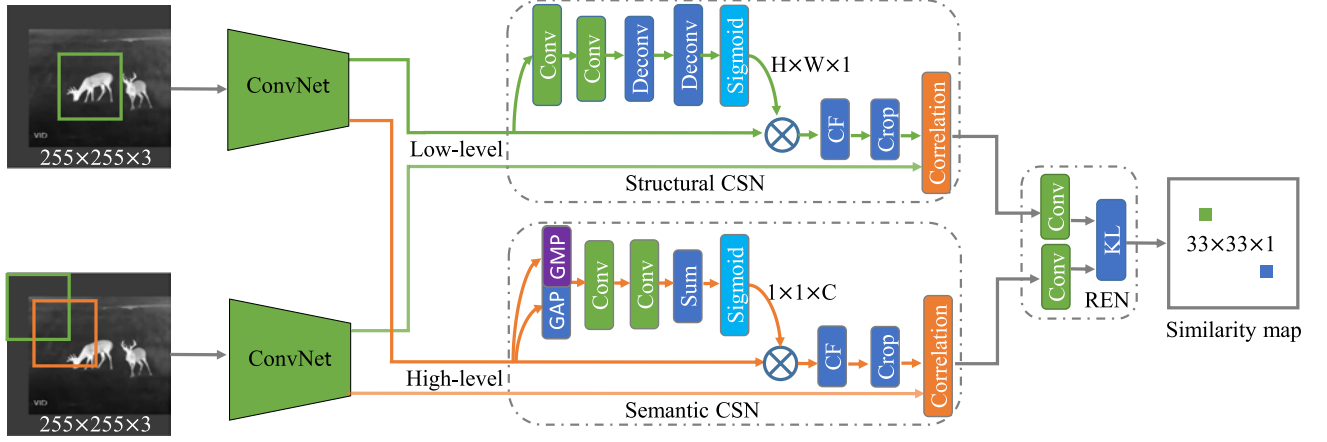 VID
255×255×3
ConvNet
Low-level
Conv
Conv
Deconv
Deconv
Sigmoid
H×W×1
CF
Crop
Correlation
Structural CSN
VID
255×255×3
ConvNet
High-level
GAP GMP
Conv
Conv
Sum
Sigmoid
1×1×C
CF
Crop
Correlation
Semantic CSN
Conv
Conv
KL
REN
33×33×1
Similarity map